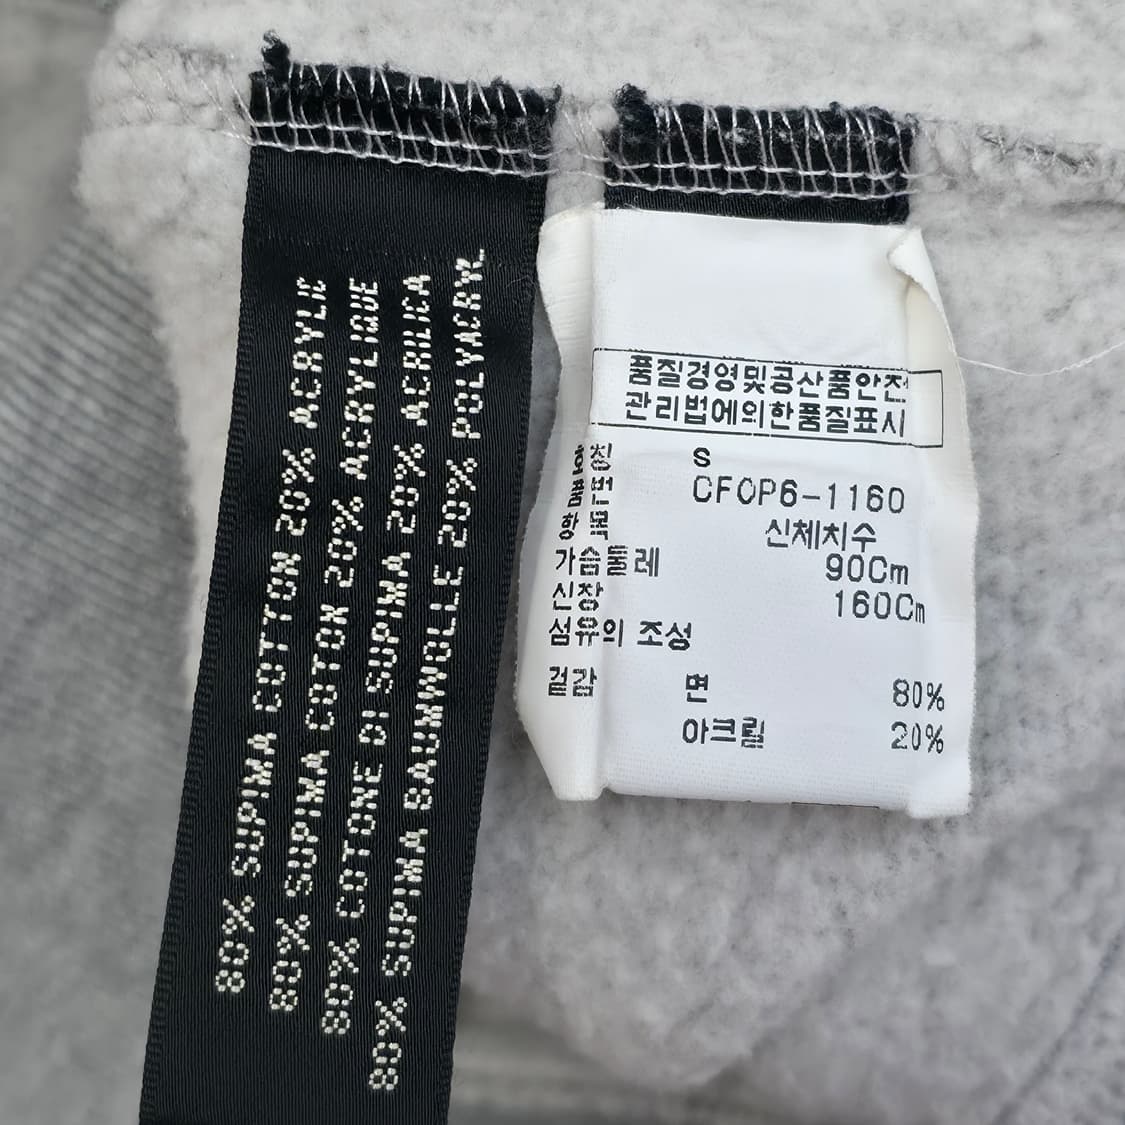 80% SUPIMA COTTON 20% ACRYLIC
80% SUPIMA COTON 20% ACRYLIQUE
80% COTONE DI SUPIMA 20% ACRILICA
80% SUPIMA BAUMWOLLE 20% POLYACRYL
품질경영및공산품안전
관리법에의한품질표시
호칭 S
품번 CFOP6-1160
항목 신체치수
가슴둘레 90Cm
신장 160Cm
섬유의 조성
겉감 면 80%
아크릴 20%